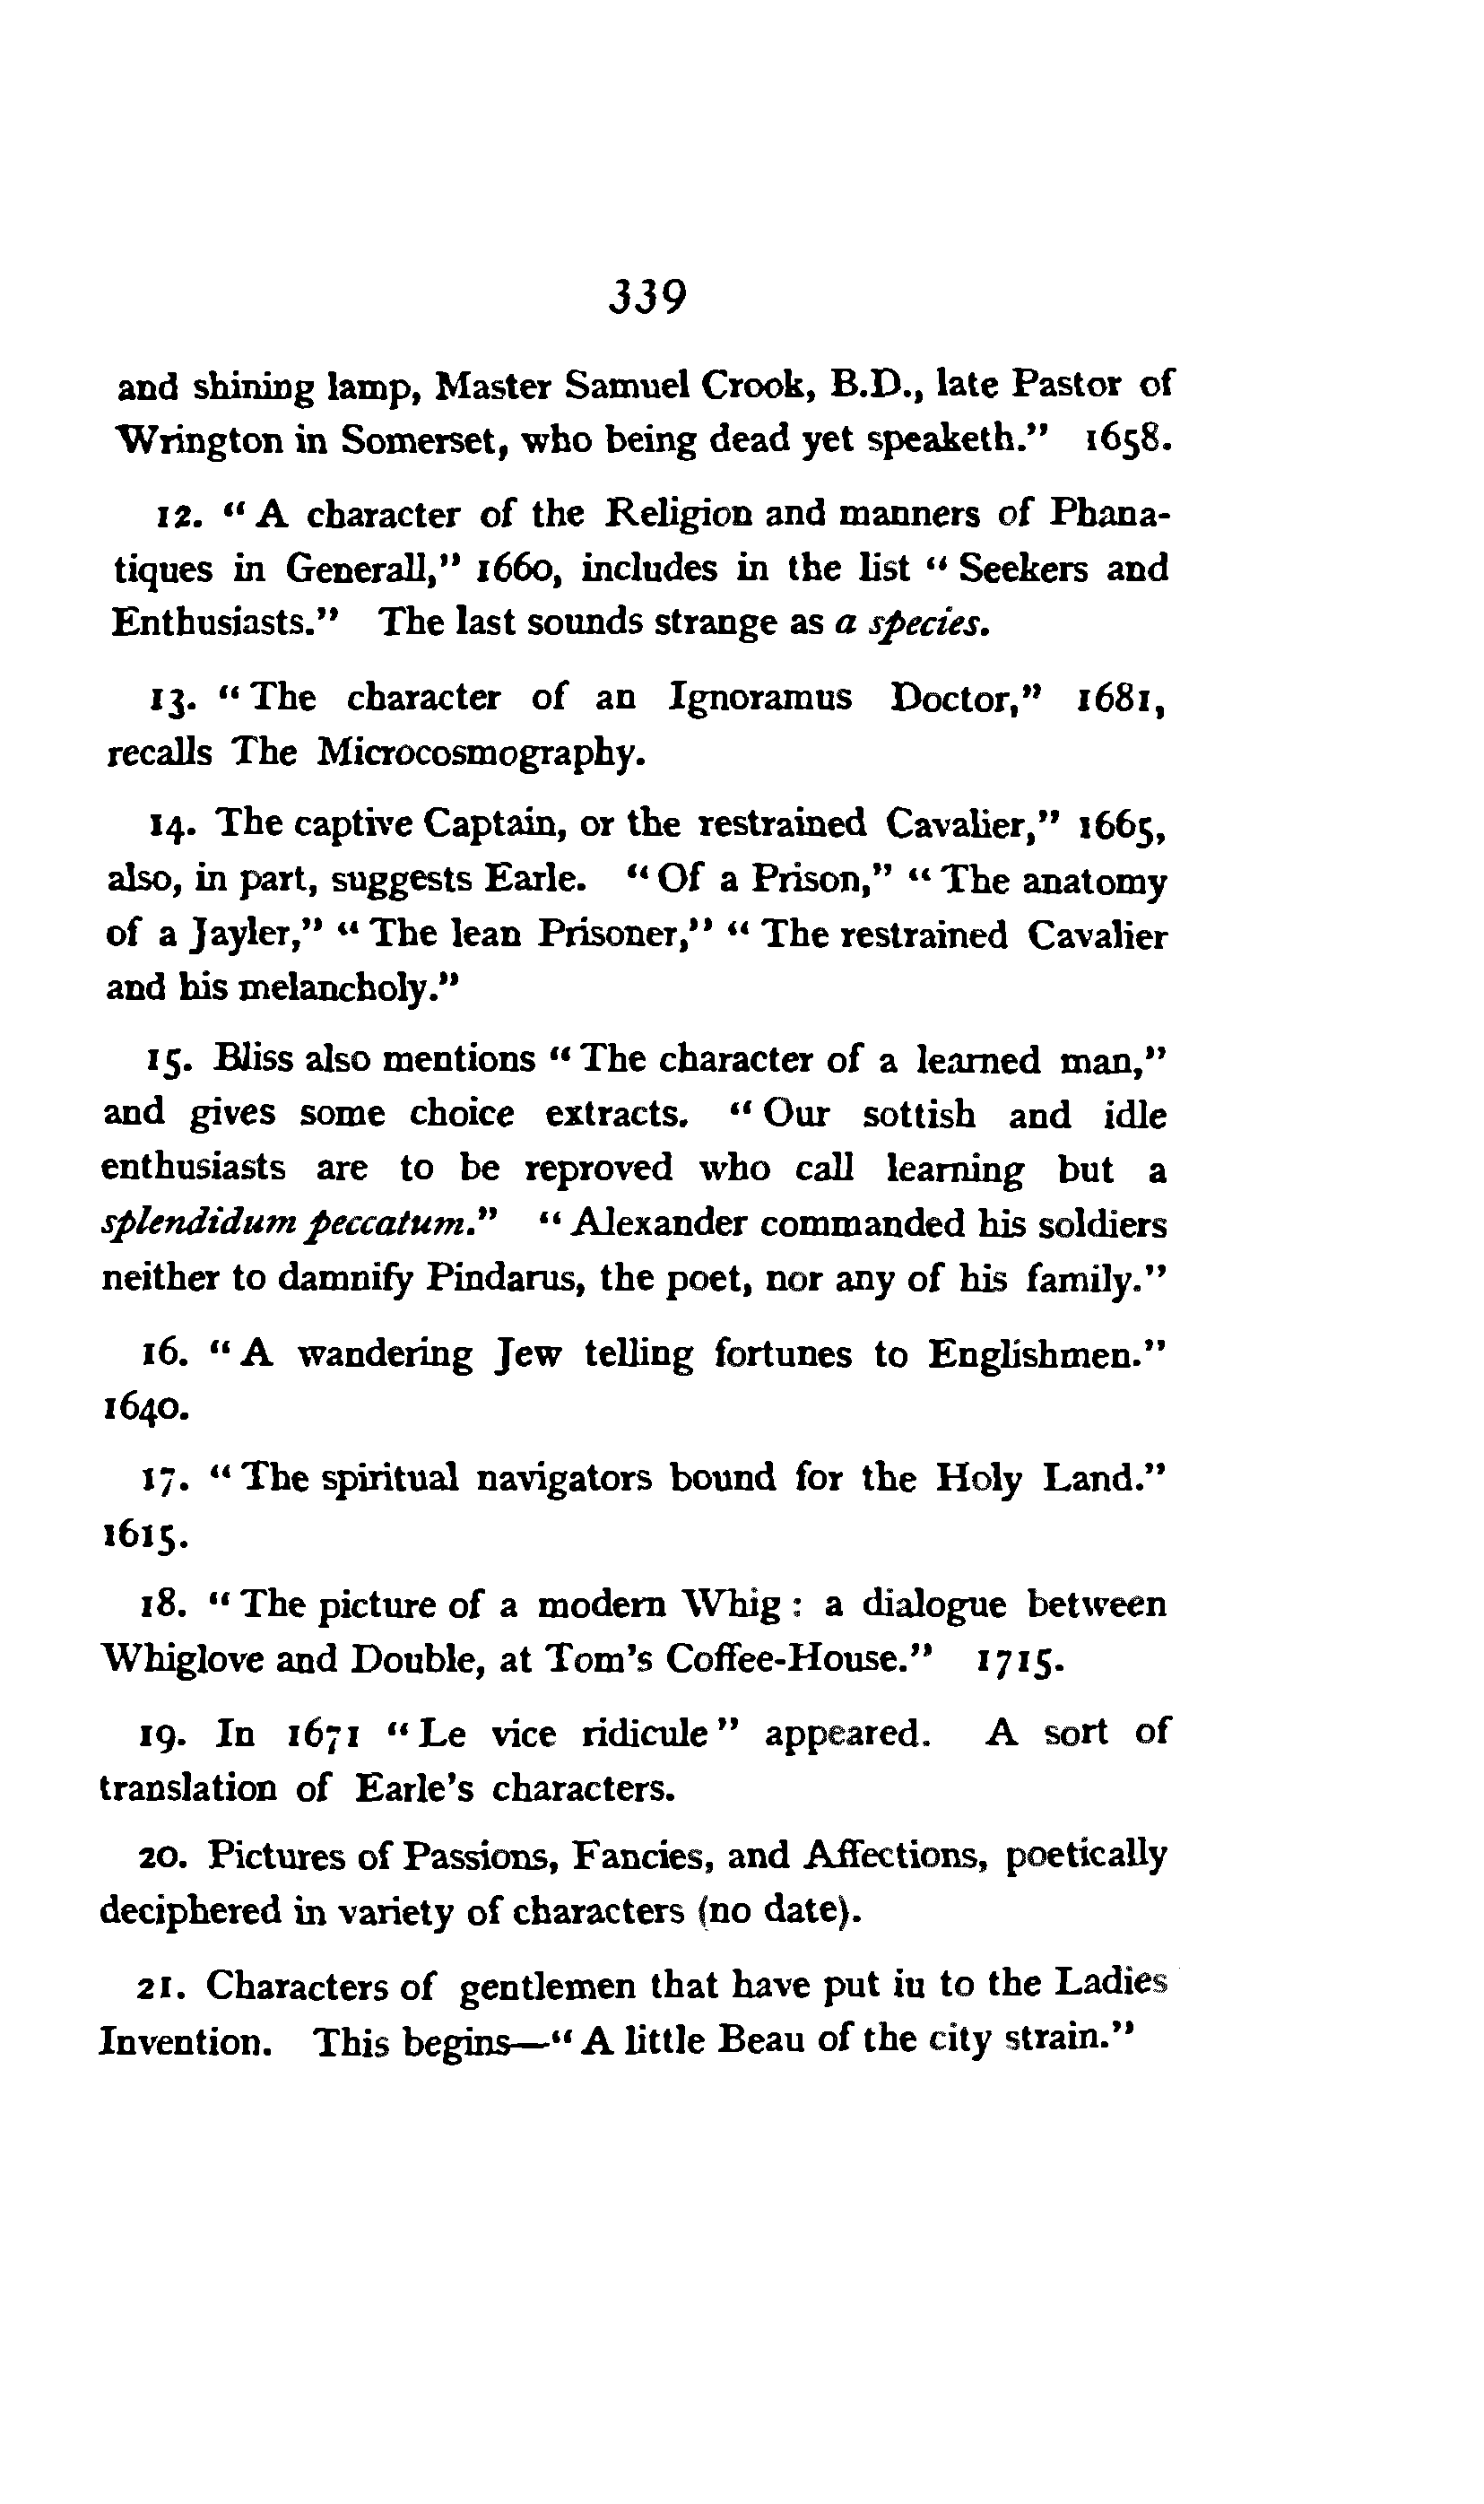 339
and shining lamp, Master Samuel Crook, B.D., late Pastor of
Wrington in Somerset, who being dead yet speaketh." 1658.
12. "A character of the Religion and manners of Phana-
tiques in Generall," 1660, includes in the list "Seekers and
Enthusiasts." The last sounds strange as a species.
13. "The character of an Ignoramus Doctor," 1681,
recalls The Microcosmography.
14. The captive Captain, or the restrained Cavalier," 1665,
also, in part, suggests Earle. "Of a Prison," "The anatomy
of a Jayler," "The lean Prisoner," "The restrained Cavalier
and his melancholy."
15. Bliss also mentions "The character of a learned man,"
and gives some choice extracts. "Our sottish and idle
enthusiasts are to be reproved who call learning but a
splendidum peccatum." "Alexander commanded his soldiers
neither to damnify Pindarus, the poet, nor any of his family."
16. "A wandering Jew telling fortunes to Englishmen."
1640.
17. "The spiritual navigators bound for the Holy Land."
1615.
18. "The picture of a modern Whig : a dialogue between
Whiglove and Double, at Tom's Coffee-House." 1715.
19. In 1671 "Le vice ridicule" appeared. A sort of
translation of Earle's characters.
20. Pictures of Passions, Fancies, and Affections, poetically
deciphered in variety of characters (no date).
21. Characters of gentlemen that have put iu to the Ladies
Invention. This begins—"A little Beau of the city strain."